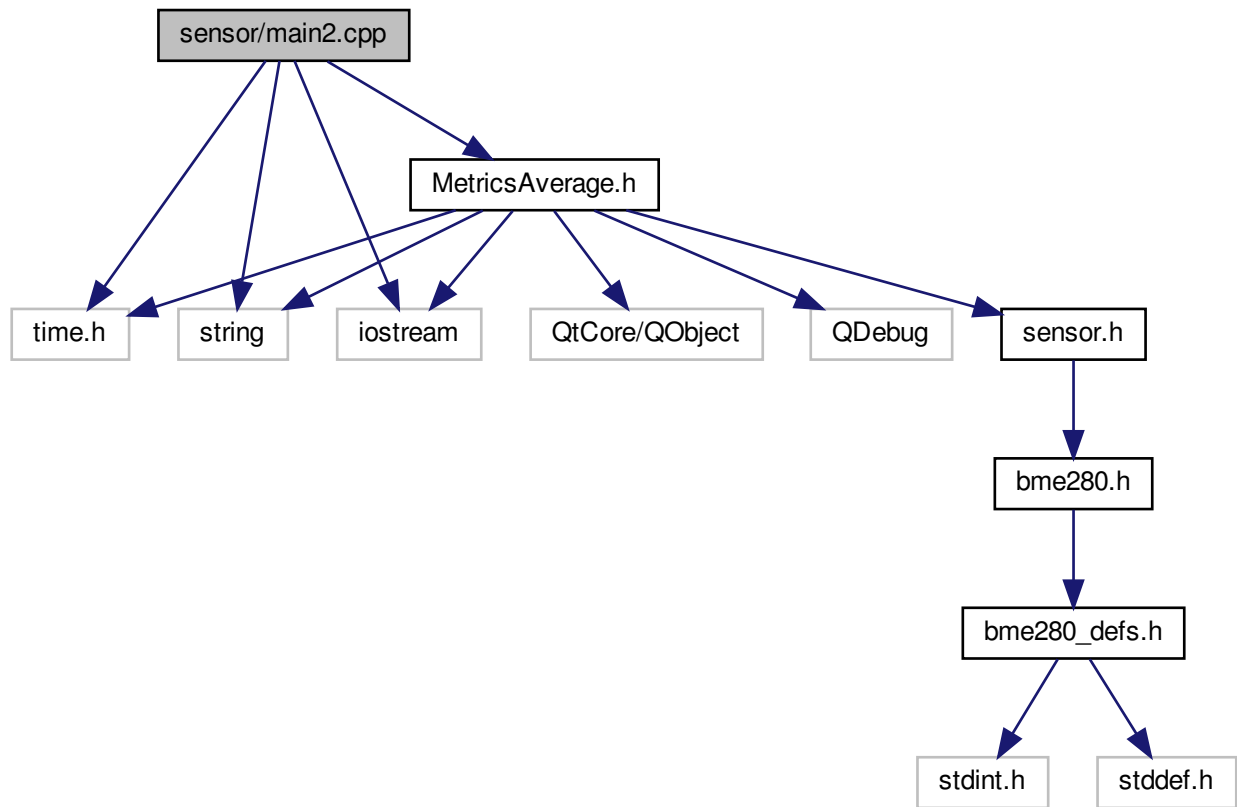 sensor/main2.cpp
MetricsAverage.h
time.h
string
iostream
QtCore/QObject
QDebug
sensor.h
bme280.h
bme280_defs.h
stdint.h
stddef.h